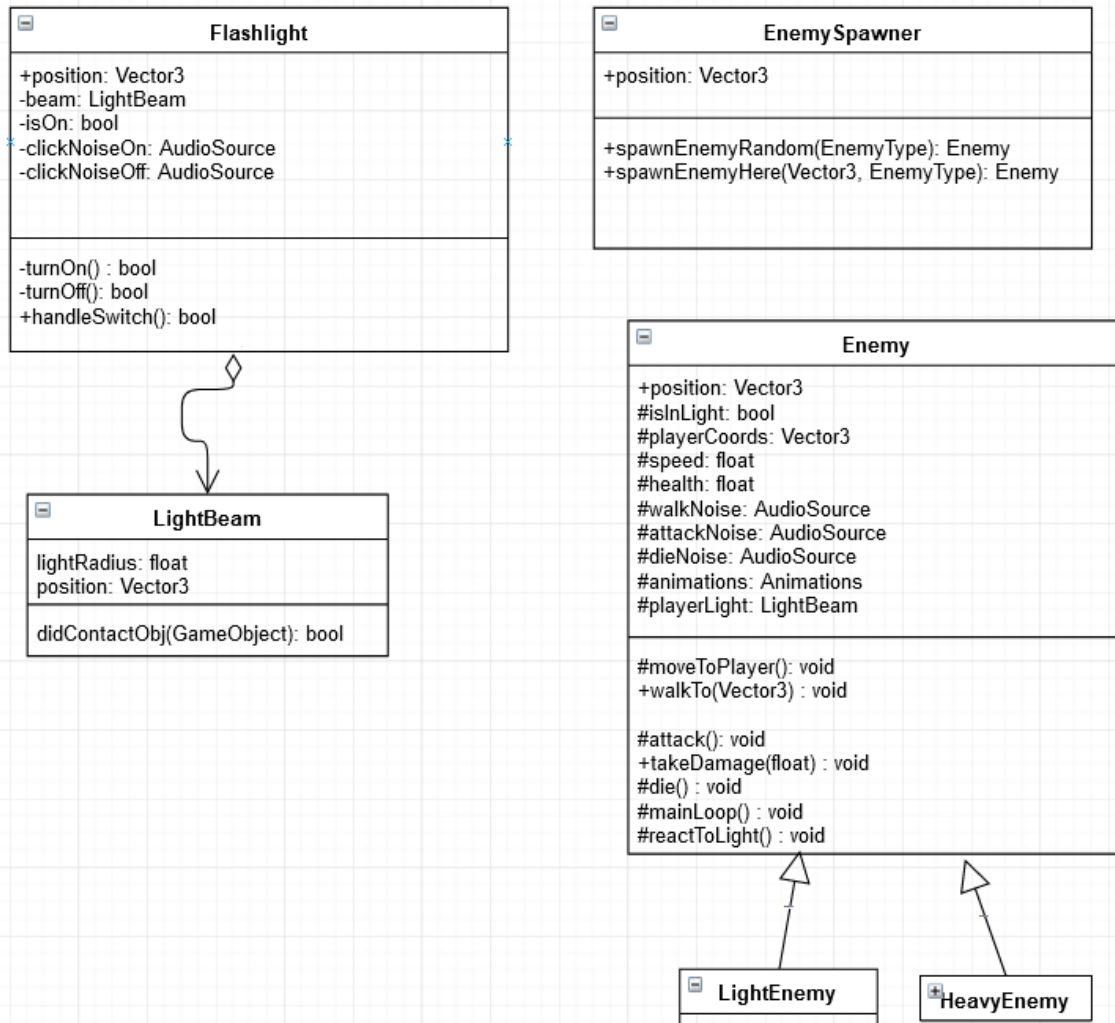 Flashlight
+position: Vector3
-beam: LightBeam
-isOn: bool
-clickNoiseOn: AudioSource
-clickNoiseOff: AudioSource
-turnOn() : bool
-turnOff(): bool
+handleSwitch(): bool
EnemySpawner
+position: Vector3
+spawnEnemyRandom(EnemyType): Enemy
+spawnEnemyHere(Vector3, EnemyType): Enemy
LightBeam
lightRadius: float
position: Vector3
didContactObj(GameObject): bool
Enemy
+position: Vector3
#isInLight: bool
#playerCoords: Vector3
#speed: float
#health: float
#walkNoise: AudioSource
#attackNoise: AudioSource
#dieNoise: AudioSource
#animations: Animations
#playerLight: LightBeam
#moveToPlayer(): void
+walkTo(Vector3) : void
#attack(): void
+takeDamage(float) : void
#die() : void
#mainLoop() : void
#reactToLight() : void
LightEnemy
HeavyEnemy